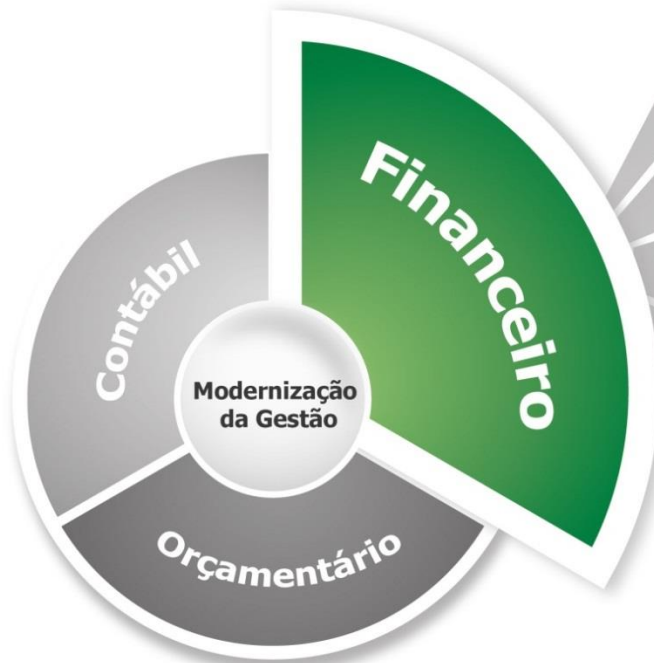 Financeiro
Contábil
Modernização
da Gestão
Orçamentário